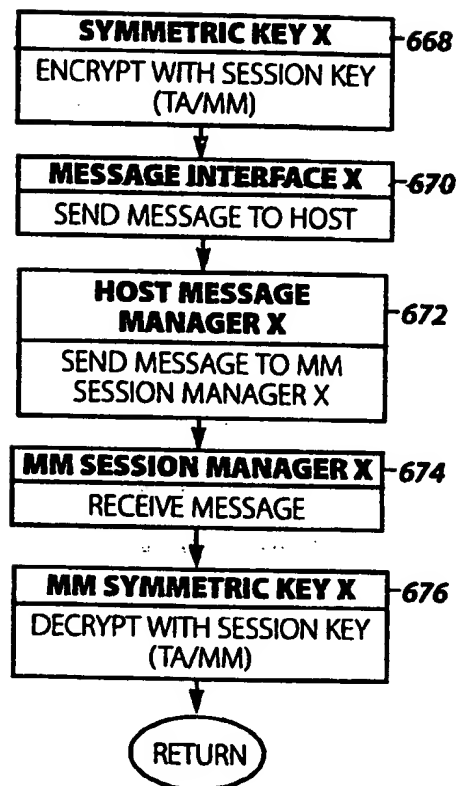 SYMMETRIC KEY X
668
ENCRYPT WITH SESSION KEY
(TA/MM)
MESSAGE INTERFACE X
670
SEND MESSAGE TO HOST
HOST MESSAGE
MANAGER X
672
SEND MESSAGE TO MM
SESSION MANAGER X
MM SESSION MANAGER X
674
RECEIVE MESSAGE
MM SYMMETRIC KEY X
676
DECRYPT WITH SESSION KEY
(TA/MM)
RETURN